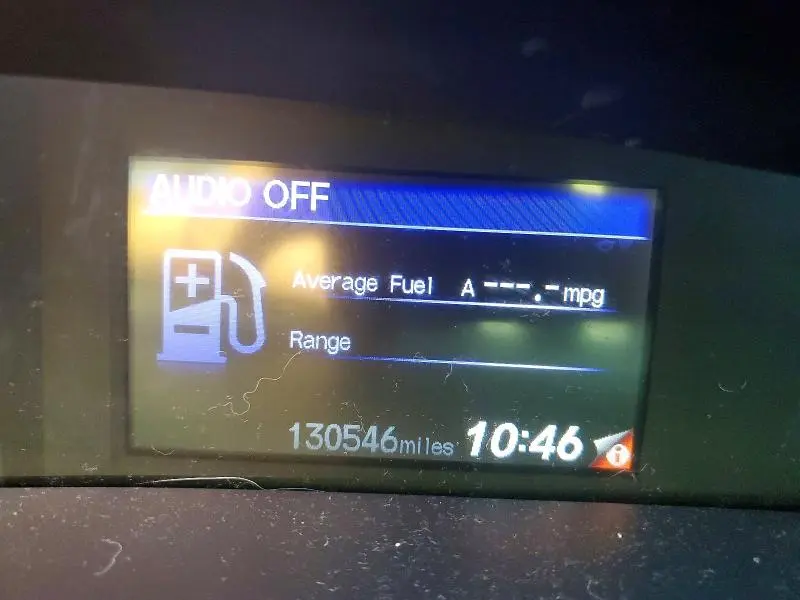 AUDIO OFF
Average Fuel A ---.- mpg
Range
130546miles 10:46 i